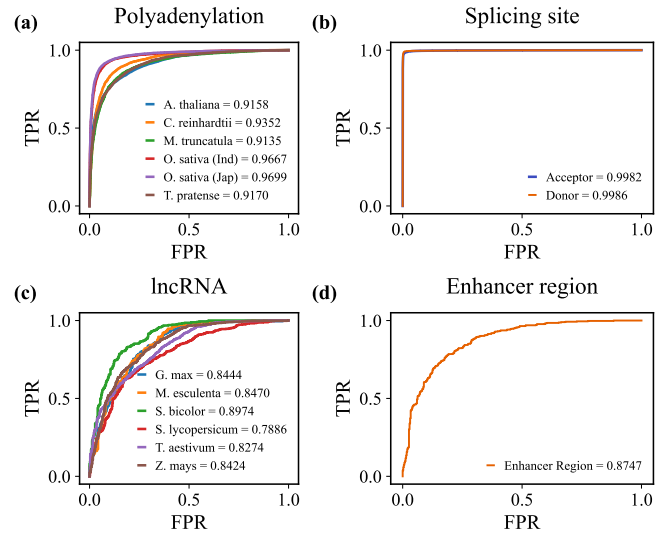 (a)
Polyadenylation
1.0
0.5
0.0
TPR
A. thaliana = 0.9158
C. reinhardtii = 0.9352
M. truncatula = 0.9135
O. sativa (Ind) = 0.9667
O. sativa (Jap) = 0.9699
T. pratense = 0.9170
0.0
0.5
1.0
FPR
(b)
Splicing site
1.0
0.5
0.0
TPR
Acceptor = 0.9982
Donor = 0.9986
0.0
0.5
1.0
FPR
(c)
lncRNA
1.0
0.5
0.0
TPR
G. max = 0.8444
M. esculenta = 0.8470
S. bicolor = 0.8974
S. lycopersicum = 0.7886
T. aestivum = 0.8274
Z. mays = 0.8424
0.0
0.5
1.0
FPR
(d)
Enhancer region
1.0
0.5
0.0
TPR
Enhancer Region = 0.8747
0.0
0.5
1.0
FPR